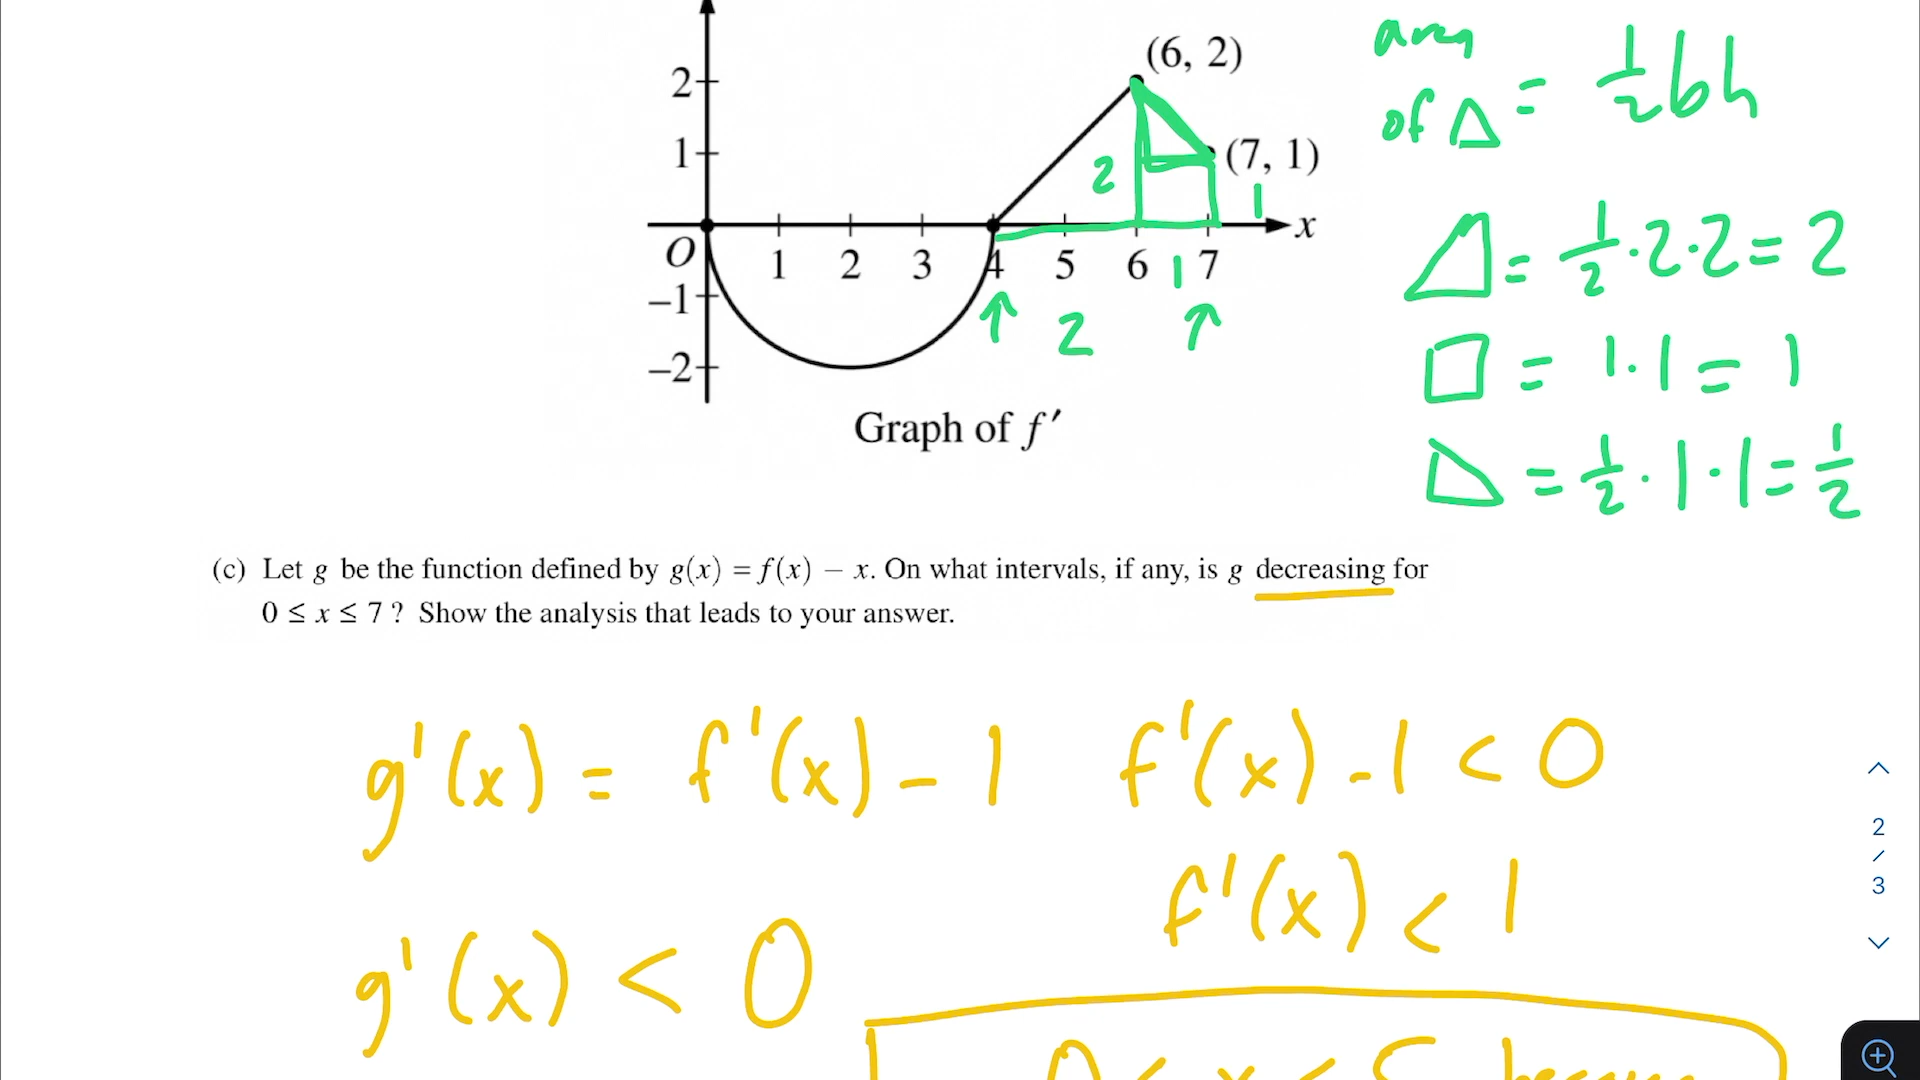 (6, 2)
area
of △ = 1/2 bh
2
1
2
(7, 1)
1
O 1 2 3 4 5 6 1 7
x
↑ 2 ↑
−1
−2
Graph of f′
= 1/2 · 2 · 2 = 2
□ = 1 · 1 = 1
= 1/2 · 1 · 1 = 1/2
(c) Let g be the function defined by g(x) = f(x) − x. On what intervals, if any, is g decreasing for
0 ≤ x ≤ 7 ? Show the analysis that leads to your answer.
g'(x) = f'(x) - 1
f'(x) - 1 < 0
f'(x) < 1
g'(x) < 0
2
/
3